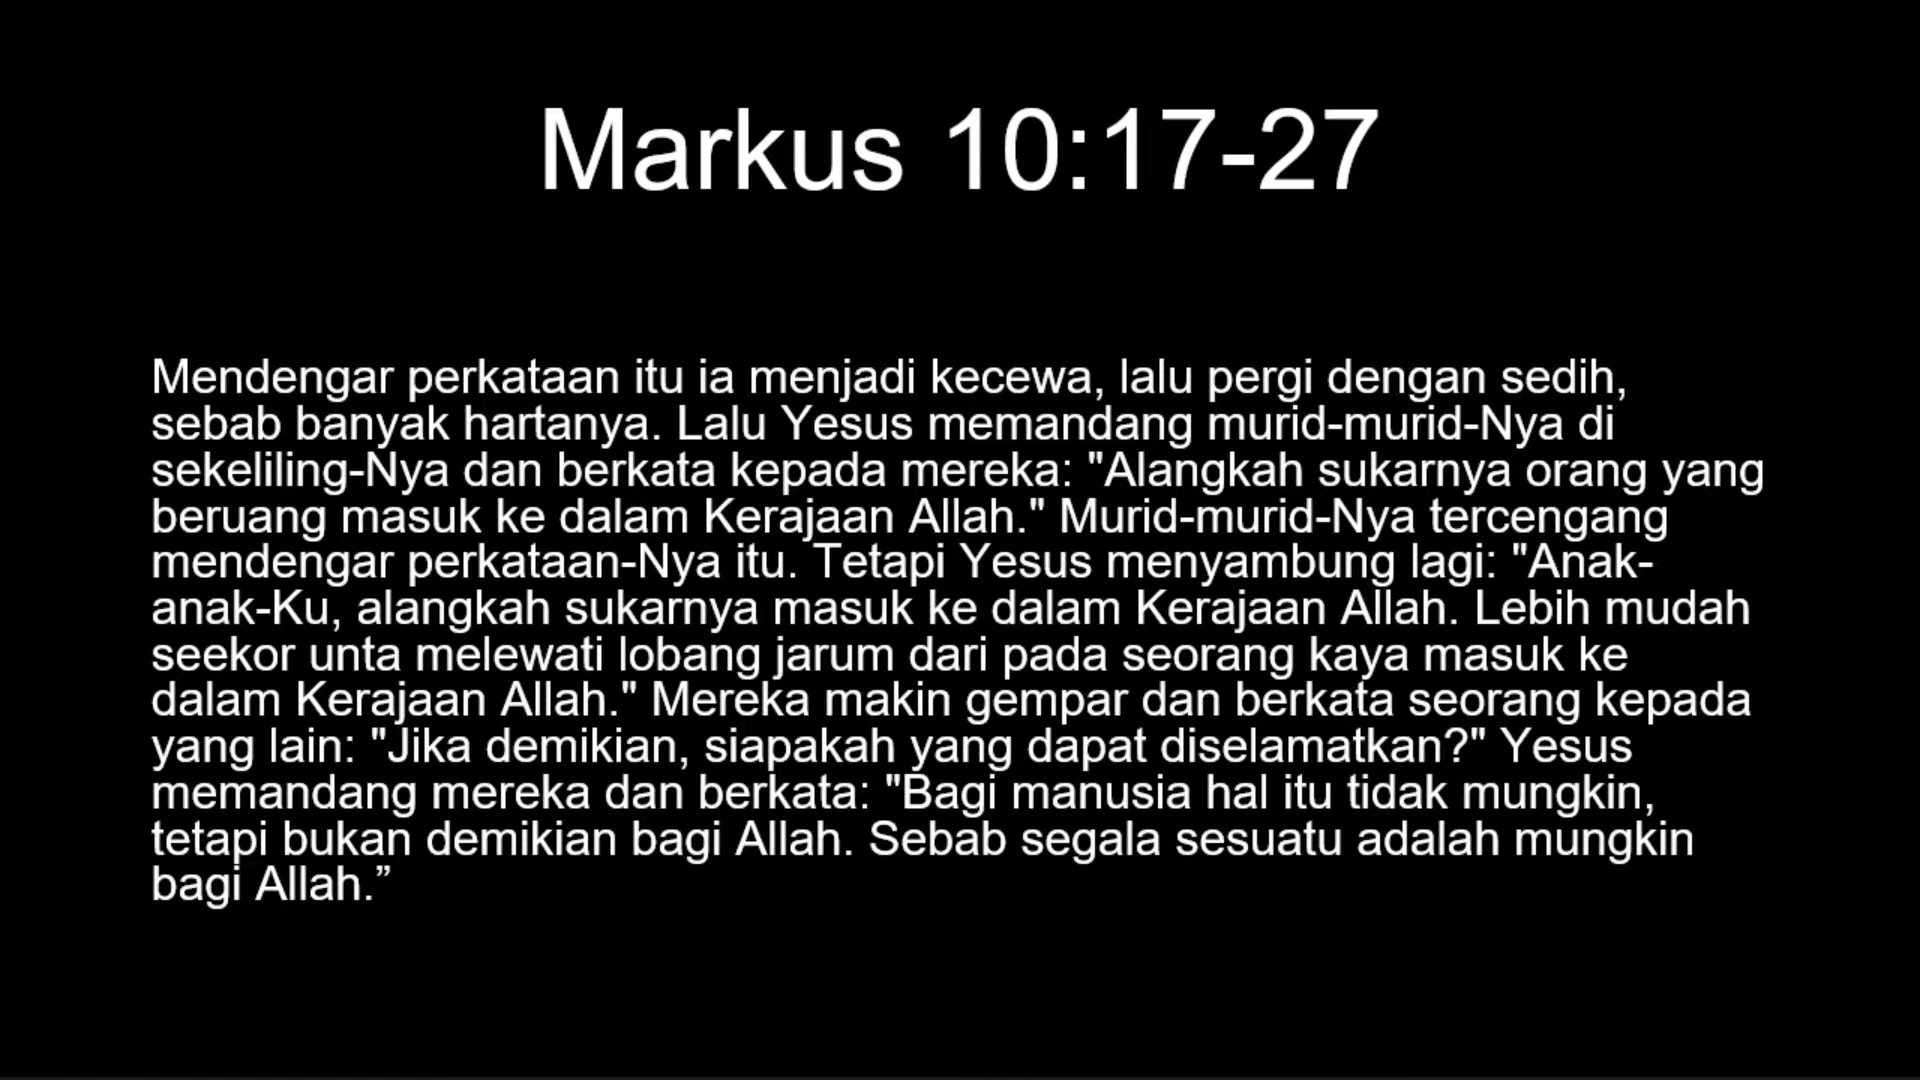 Markus 10:17-27
Mendengar perkataan itu ia menjadi kecewa, lalu pergi dengan sedih,
sebab banyak hartanya. Lalu Yesus memandang murid-murid-Nya di
sekeliling-Nya dan berkata kepada mereka: "Alangkah sukarnya orang yang
beruang masuk ke dalam Kerajaan Allah." Murid-murid-Nya tercengang
mendengar perkataan-Nya itu. Tetapi Yesus menyambung lagi: "Anak-
anak-Ku, alangkah sukarnya masuk ke dalam Kerajaan Allah. Lebih mudah
seekor unta melewati lobang jarum dari pada seorang kaya masuk ke
dalam Kerajaan Allah." Mereka makin gempar dan berkata seorang kepada
yang lain: "Jika demikian, siapakah yang dapat diselamatkan?" Yesus
memandang mereka dan berkata: "Bagi manusia hal itu tidak mungkin,
tetapi bukan demikian bagi Allah. Sebab segala sesuatu adalah mungkin
bagi Allah.”